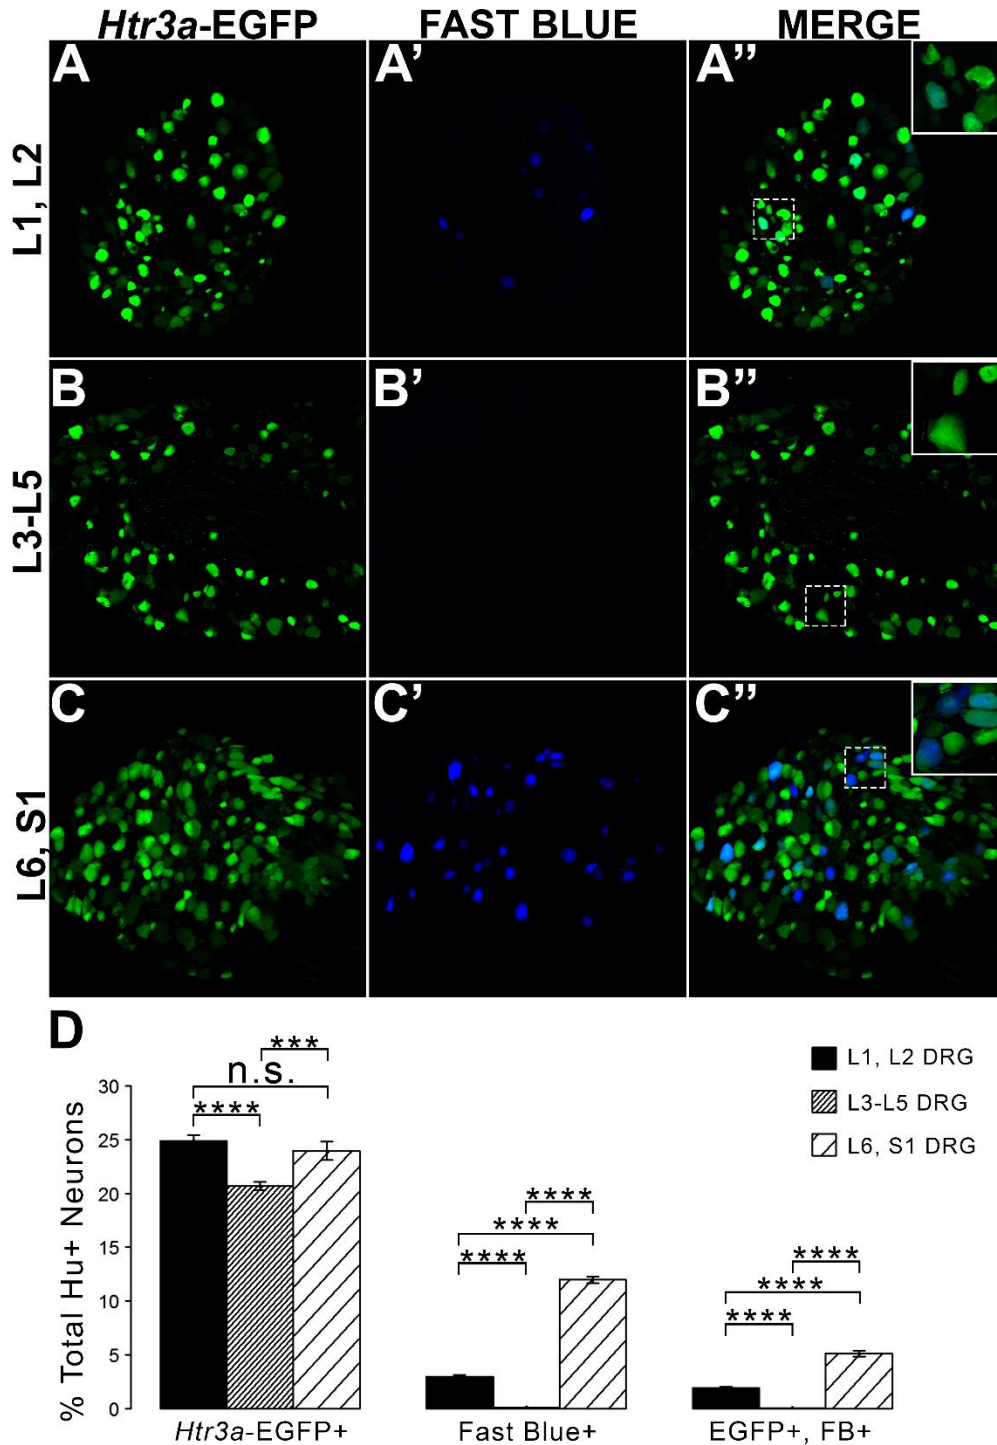 Htr3a-EGFP FAST BLUE MERGE
A A’ A’’
L1, L2
B B’ B’’
L3-L5
C C’ C’’
L6, S1
D
% Total Hu+ Neurons
30
25
20
15
10
5
0
***
n.s.
****
****
****
****
****
****
****
L1, L2 DRG
L3-L5 DRG
L6, S1 DRG
Htr3a-EGFP+ Fast Blue+ EGFP+, FB+